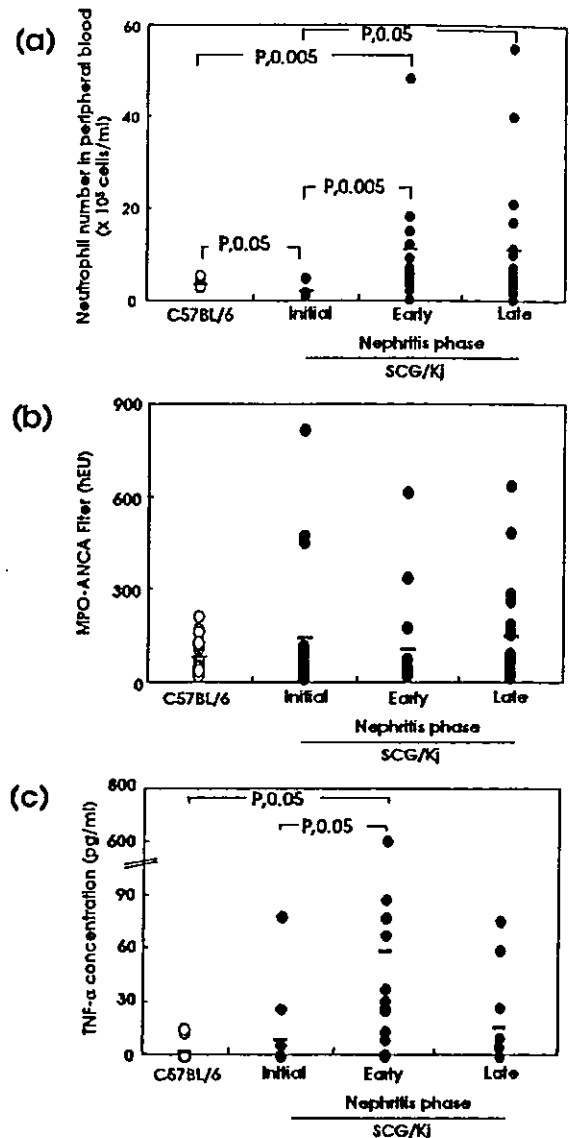 (a)
Neutrophil number in peripheral blood
(X 10⁵ cells/ml)
60
40
20
0
P,0.05
P,0.005
P,0.005
P,0.05
C57BL/6 Initial Early Late
Nephritis phase
SCG/Kj
(b)
MPO-ANCA Titer (hEU)
900
600
300
0
C57BL/6 Initial Early Late
Nephritis phase
SCG/Kj
(c)
TNF-α concentration (pg/ml)
800
600
90
60
30
0
P,0.05
P,0.05
C57BL/6 Initial Early Late
Nephritis phase
SCG/Kj